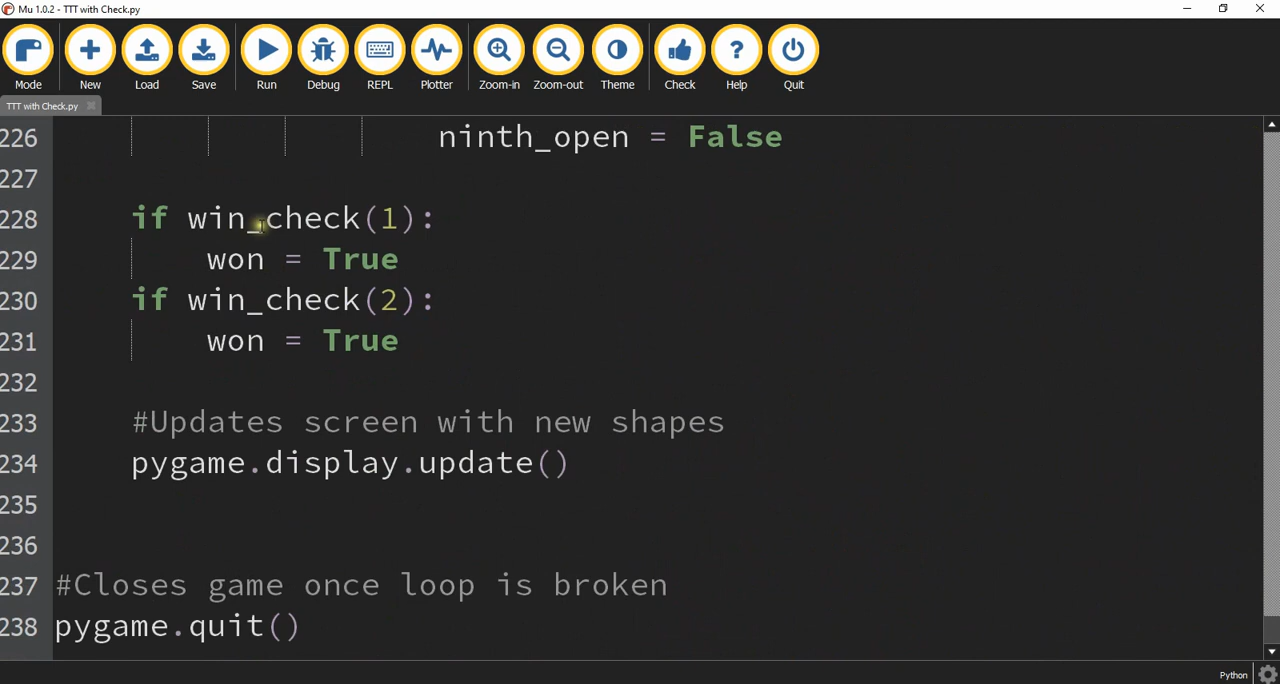 Mu 1.0.2 - TTT with Check.py
Mode New Load Save Run Debug REPL Plotter Zoom-in Zoom-out Theme Check Help Quit
TTT with Check.py
226 ninth_open = False
227
228 if win_check(1):
229 won = True
230 if win_check(2):
231 won = True
232
233 #Updates screen with new shapes
234 pygame.display.update()
235
236
237 #Closes game once loop is broken
238 pygame.quit()
Python